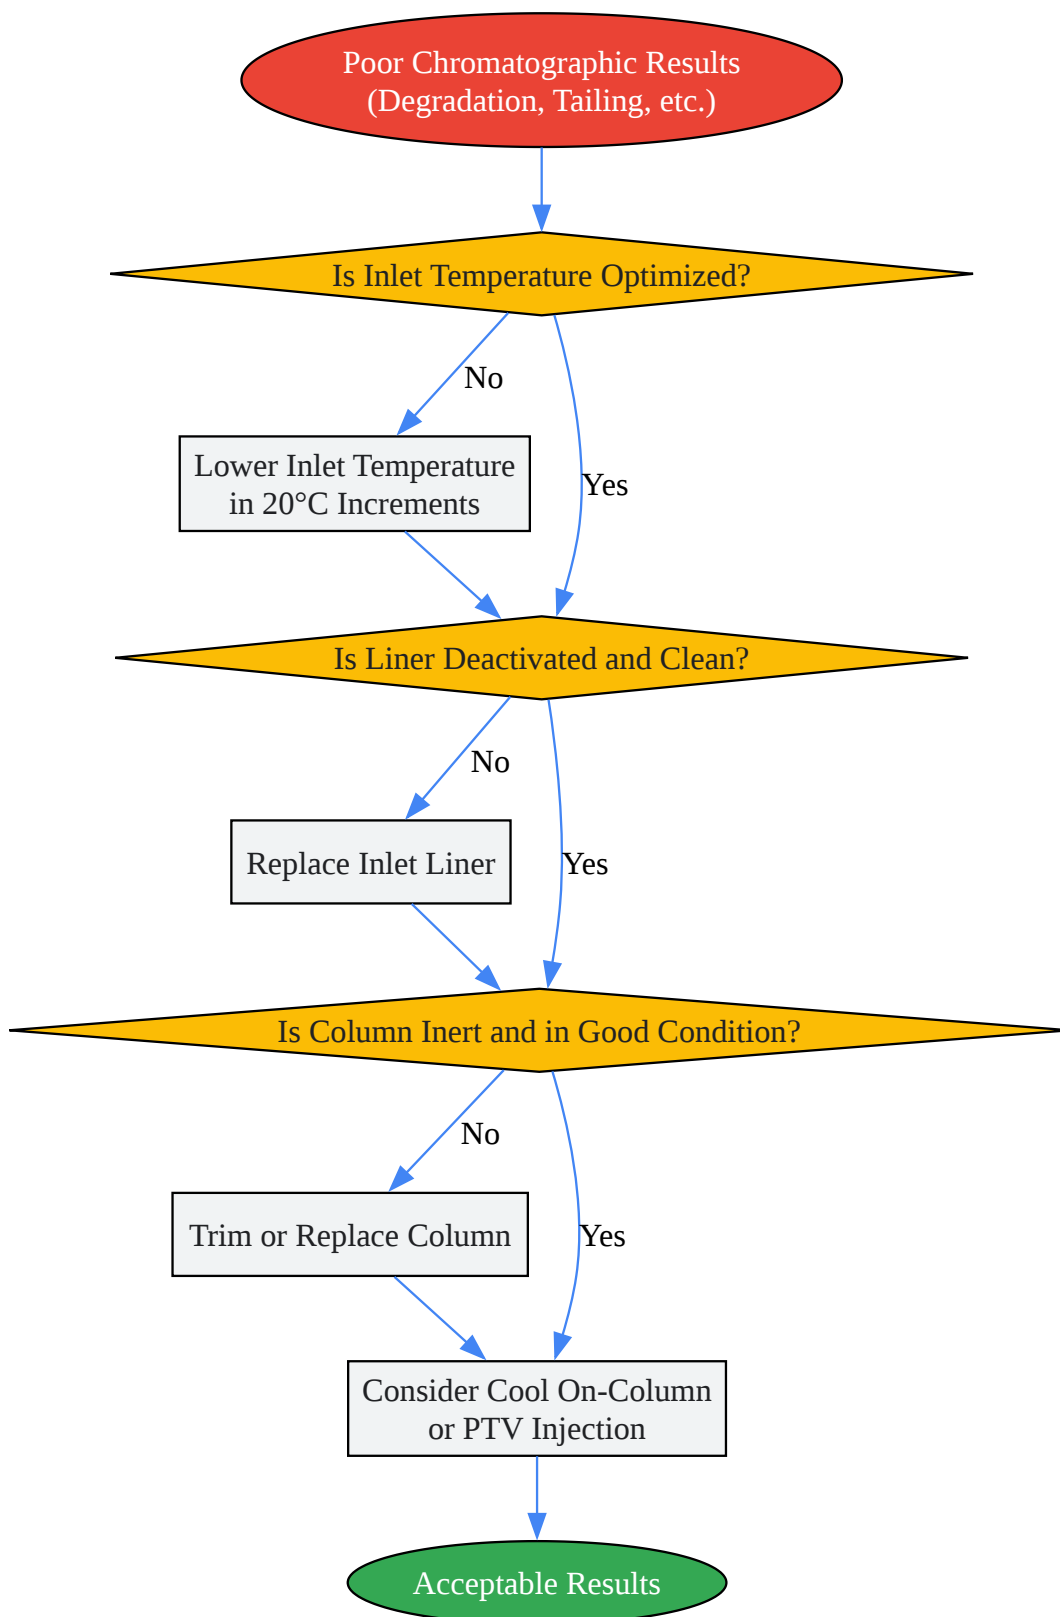 Poor Chromatographic Results
(Degradation, Tailing, etc.)
Is Inlet Temperature Optimized?
No
Lower Inlet Temperature
in 20°C Increments
Yes
Is Liner Deactivated and Clean?
No
Replace Inlet Liner
Yes
Is Column Inert and in Good Condition?
No
Trim or Replace Column
Yes
Consider Cool On-Column
or PTV Injection
Acceptable Results